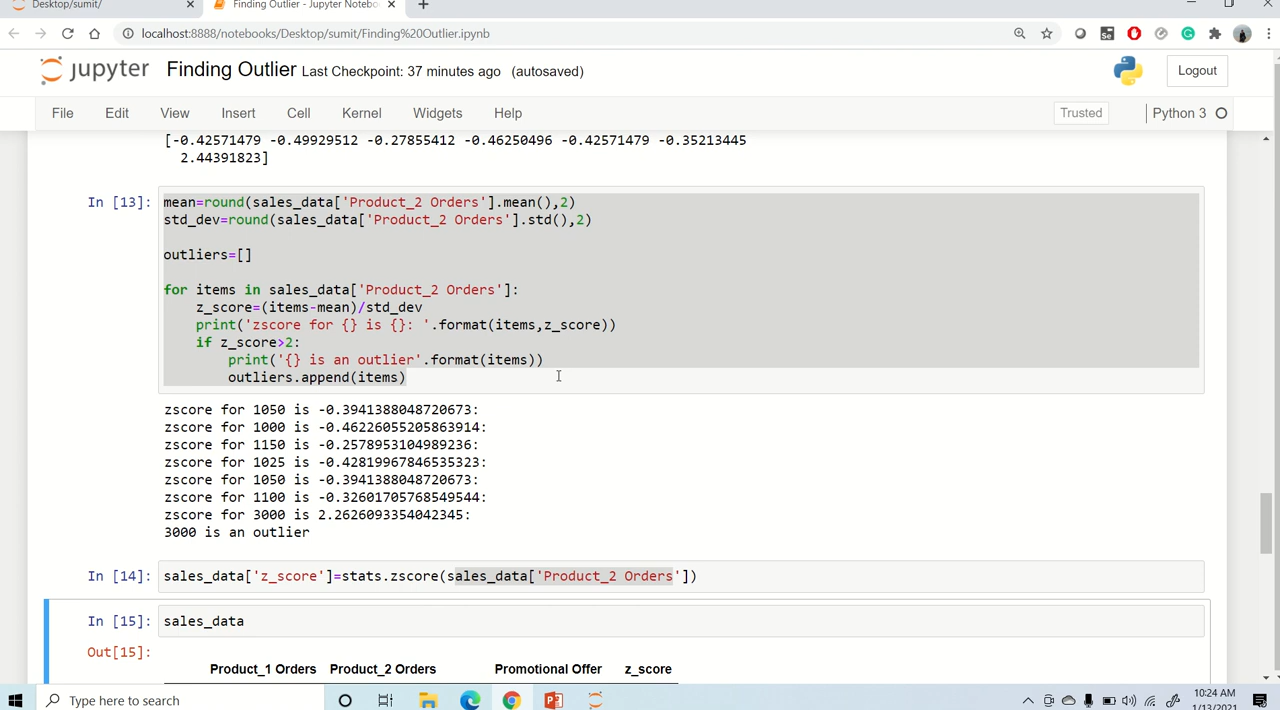 Desktop/sumit/
Finding Outlier - Jupyter Notebo
localhost:8888/notebooks/Desktop/sumit/Finding%20Outlier.ipynb
jupyter Finding Outlier Last Checkpoint: 37 minutes ago (autosaved)
Logout
File Edit View Insert Cell Kernel Widgets Help Trusted Python 3
[-0.42571479 -0.49929512 -0.27855412 -0.46250496 -0.42571479 -0.35213445
2.44391823]
In [13]: mean=round(sales_data['Product_2 Orders'].mean(),2)
std_dev=round(sales_data['Product_2 Orders'].std(),2)
outliers=[]
for items in sales_data['Product_2 Orders']:
z_score=(items-mean)/std_dev
print('zscore for {} is {}: '.format(items,z_score))
if z_score>2:
print('{} is an outlier'.format(items))
outliers.append(items)
zscore for 1050 is -0.3941388048720673:
zscore for 1000 is -0.46226055205863914:
zscore for 1150 is -0.2578953104989236:
zscore for 1025 is -0.42819967846535323:
zscore for 1050 is -0.3941388048720673:
zscore for 1100 is -0.32601705768549544:
zscore for 3000 is 2.2626093354042345:
3000 is an outlier
In [14]: sales_data['z_score']=stats.zscore(sales_data['Product_2 Orders'])
In [15]: sales_data
Out[15]:
Product_1 Orders Product_2 Orders Promotional Offer z_score
Type here to search
10:24 AM
1/13/2021